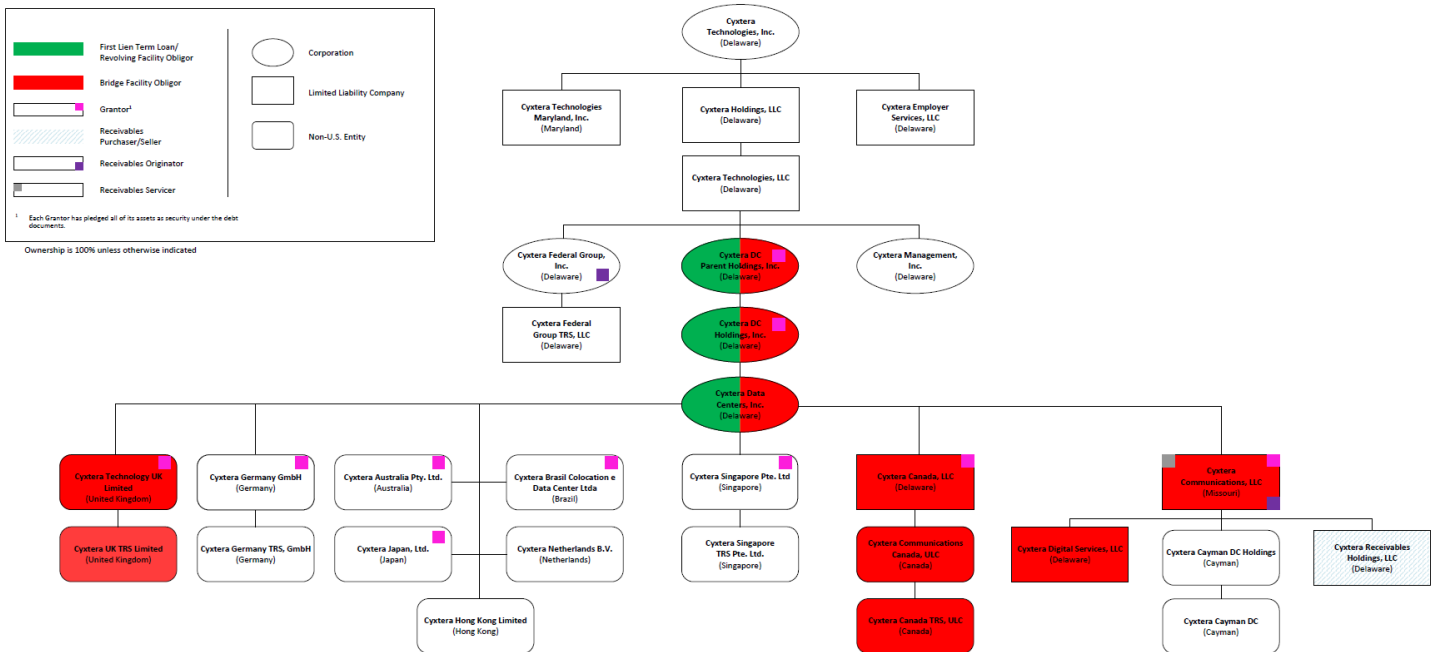 First Lien Term Loan/
Revolving Facility Obligor
Bridge Facility Obligor
Grantor¹
Receivables
Purchaser/Seller
Receivables Originator
Receivables Servicer
Corporation
Limited Liability Company
Non-U.S. Entity
¹ Each Grantor has pledged all of its assets as security under the debt
documents.
Ownership is 100% unless otherwise indicated
Cyxtera
Technologies, Inc.
(Delaware)
Cyxtera Technologies
Maryland, Inc.
(Maryland)
Cyxtera Holdings, LLC
(Delaware)
Cyxtera Employer
Services, LLC
(Delaware)
Cyxtera Technologies, LLC
(Delaware)
Cyxtera Federal Group,
Inc.
(Delaware)
Cyxtera DC
Parent Holdings, Inc.
(Delaware)
Cyxtera Management,
Inc.
(Delaware)
Cyxtera Federal
Group TRS, LLC
(Delaware)
Cyxtera DC
Holdings, Inc.
(Delaware)
Cyxtera Data
Centers, Inc.
(Delaware)
Cyxtera Technology UK
Limited
(United Kingdom)
Cyxtera Germany GmbH
(Germany)
Cyxtera Australia Pty. Ltd.
(Australia)
Cyxtera Brasil Colocation e
Data Center Ltda
(Brazil)
Cyxtera Singapore Pte. Ltd
(Singapore)
Cyxtera Canada, LLC
(Delaware)
Cyxtera
Communications, LLC
(Missouri)
Cyxtera UK TRS Limited
(United Kingdom)
Cyxtera Germany TRS, GmbH
(Germany)
Cyxtera Japan, Ltd.
(Japan)
Cyxtera Netherlands B.V.
(Netherlands)
Cyxtera Singapore
TRS Pte. Ltd.
(Singapore)
Cyxtera Communications
Canada, ULC
(Canada)
Cyxtera Digital Services, LLC
(Delaware)
Cyxtera Cayman DC Holdings
(Cayman)
Cyxtera Receivables
Holdings, LLC
(Delaware)
Cyxtera Hong Kong Limited
(Hong Kong)
Cyxtera Canada TRS, ULC
(Canada)
Cyxtera Cayman DC
(Cayman)